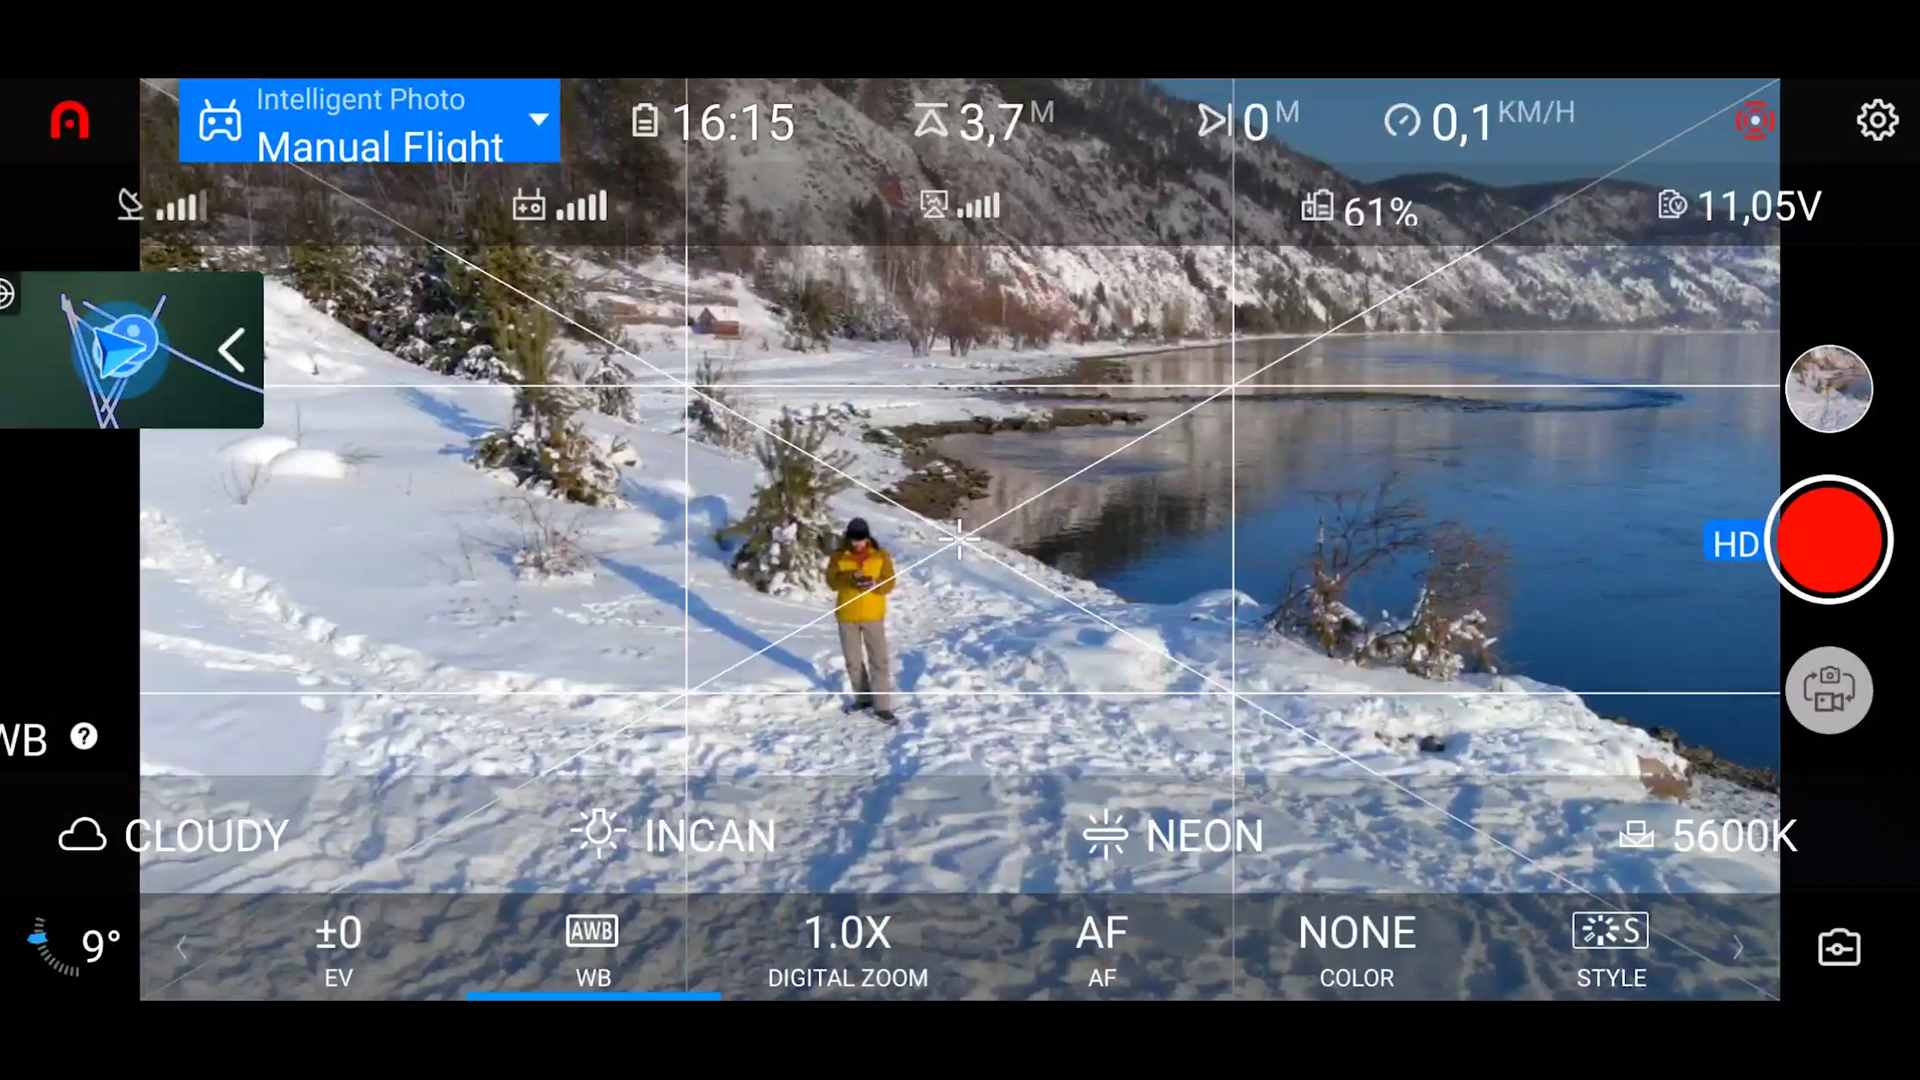 Intelligent Photo
Manual Flight
16:15
3,7 M
0 M
0,1 KM/H
61%
11,05V
HD
WB
CLOUDY
INCAN
NEON
5600K
9°
±0
EV
AWB
WB
1.0X
DIGITAL ZOOM
AF
AF
NONE
COLOR
S
STYLE